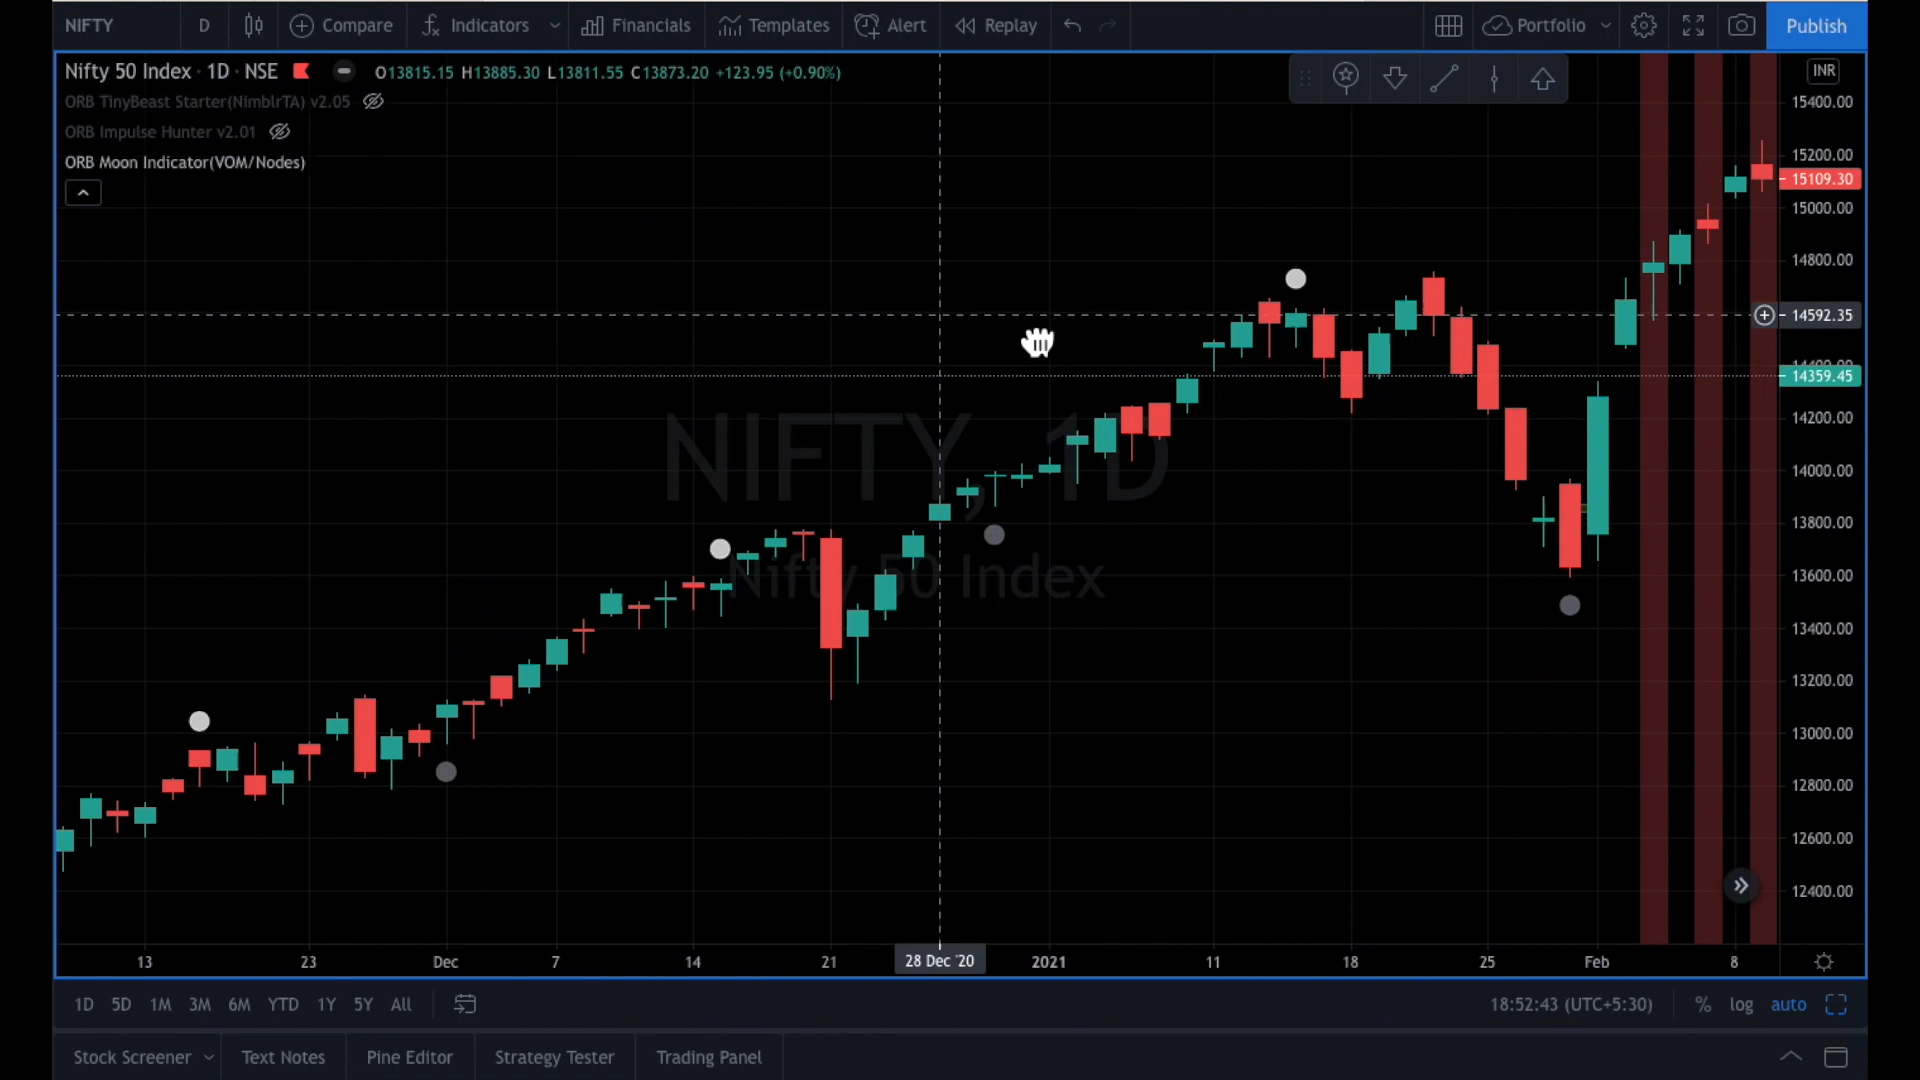 NIFTY D Compare Indicators Financials Templates Alert Replay Portfolio Publish
Nifty 50 Index · 1D · NSE O13815.15 H13885.30 L13811.55 C13873.20 +123.95 (+0.90%)
INR
ORB TinyBeast Starter(NimblrTA) v2.05
ORB Impulse Hunter v2.01
ORB Moon Indicator(VOM/Nodes)
15400.00
15200.00
15109.30
15000.00
14800.00
14592.35
14400.00
14359.45
14200.00
14000.00
13800.00
13600.00
13400.00
13200.00
13000.00
12800.00
12600.00
12400.00
NIFTY, 1D
Nifty 50 Index
13 23 Dec 7 14 21 28 Dec '20 2021 11 18 25 Feb 8
1D 5D 1M 3M 6M YTD 1Y 5Y All 18:52:43 (UTC+5:30) % log auto
Stock Screener Text Notes Pine Editor Strategy Tester Trading Panel